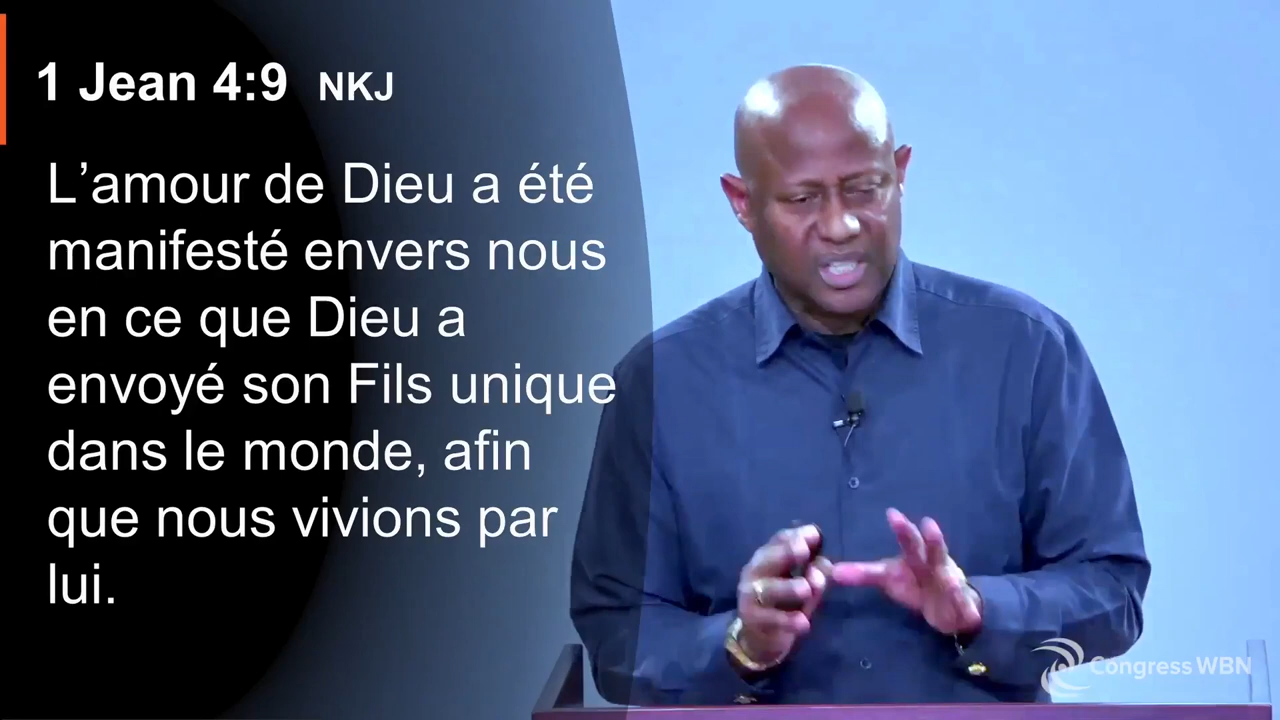 1 Jean 4:9 NKJ
L’amour de Dieu a été
manifesté envers nous
en ce que Dieu a
envoyé son Fils unique
dans le monde, afin
que nous vivions par
lui.
Congress WBN